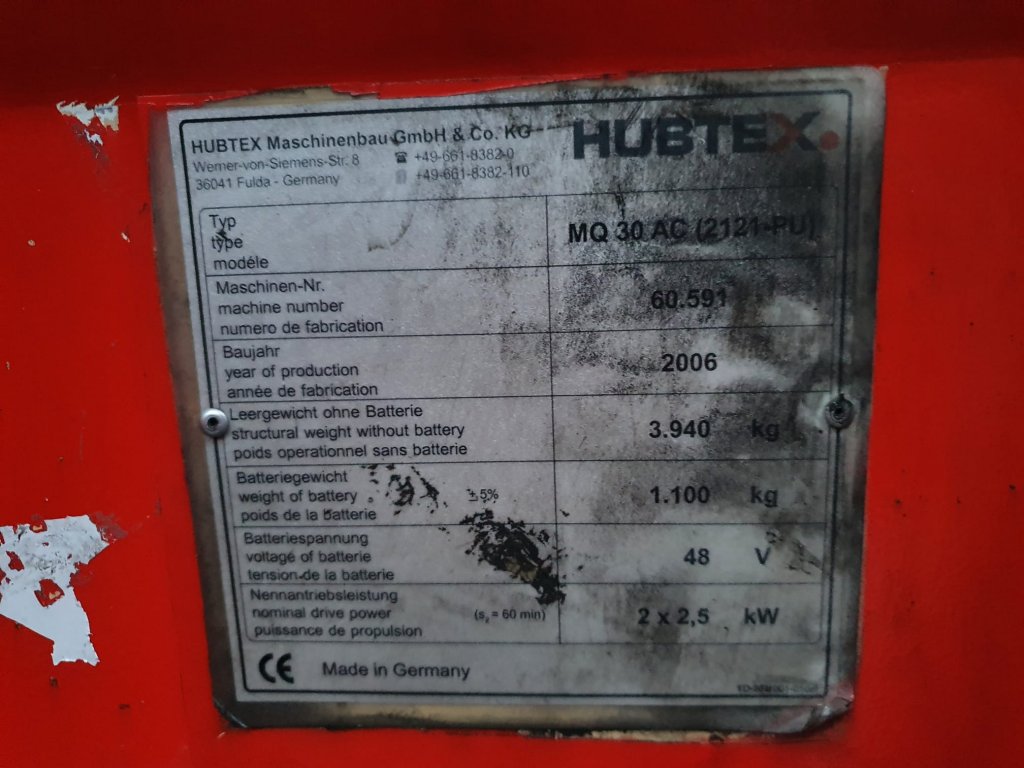 HUBTEX Maschinenbau GmbH & Co. KG
Werner-von-Siemens-Str. 8
36041 Fulda - Germany
☎ +49-661-8382-0
+49-661-8382-110
HUBTEX.
Typ
type
modéle
MQ 30 AC (2121-PU)
Maschinen-Nr.
machine number
numero de fabrication
60.591
Baujahr
year of production
année de fabrication
2006
Leergewicht ohne Batterie
structural weight without battery
poids operationnel sans batterie
3.940 kg
Batteriegewicht
weight of battery ±5%
poids de la batterie
1.100 kg
Batteriespannung
voltage of batterie
tension de la batterie
48 V
Nennantriebsleistung
nominal drive power (s₂ = 60 min)
puissance de propulsion
2 x 2,5 kW
CE Made in Germany